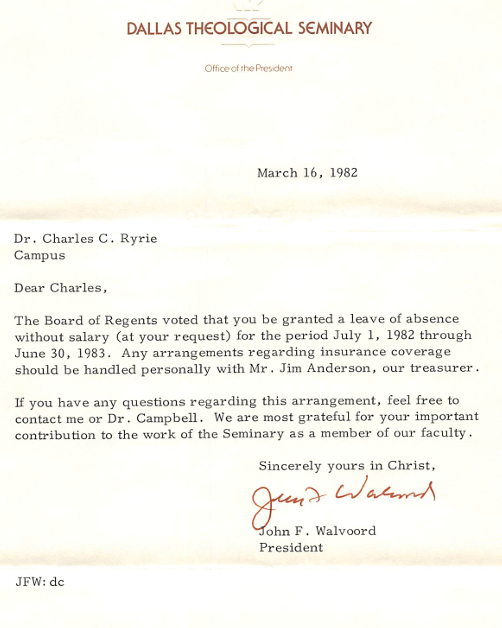 DALLAS THEOLOGICAL SEMINARY
Office of the President
March 16, 1982
Dr. Charles C. Ryrie
Campus
Dear Charles,
The Board of Regents voted that you be granted a leave of absence
without salary (at your request) for the period July 1, 1982 through
June 30, 1983. Any arrangements regarding insurance coverage
should be handled personally with Mr. Jim Anderson, our treasurer.
If you have any questions regarding this arrangement, feel free to
contact me or Dr. Campbell. We are most grateful for your important
contribution to the work of the Seminary as a member of our faculty.
Sincerely yours in Christ,
John F Walvoord
John F. Walvoord
President
JFW: dc